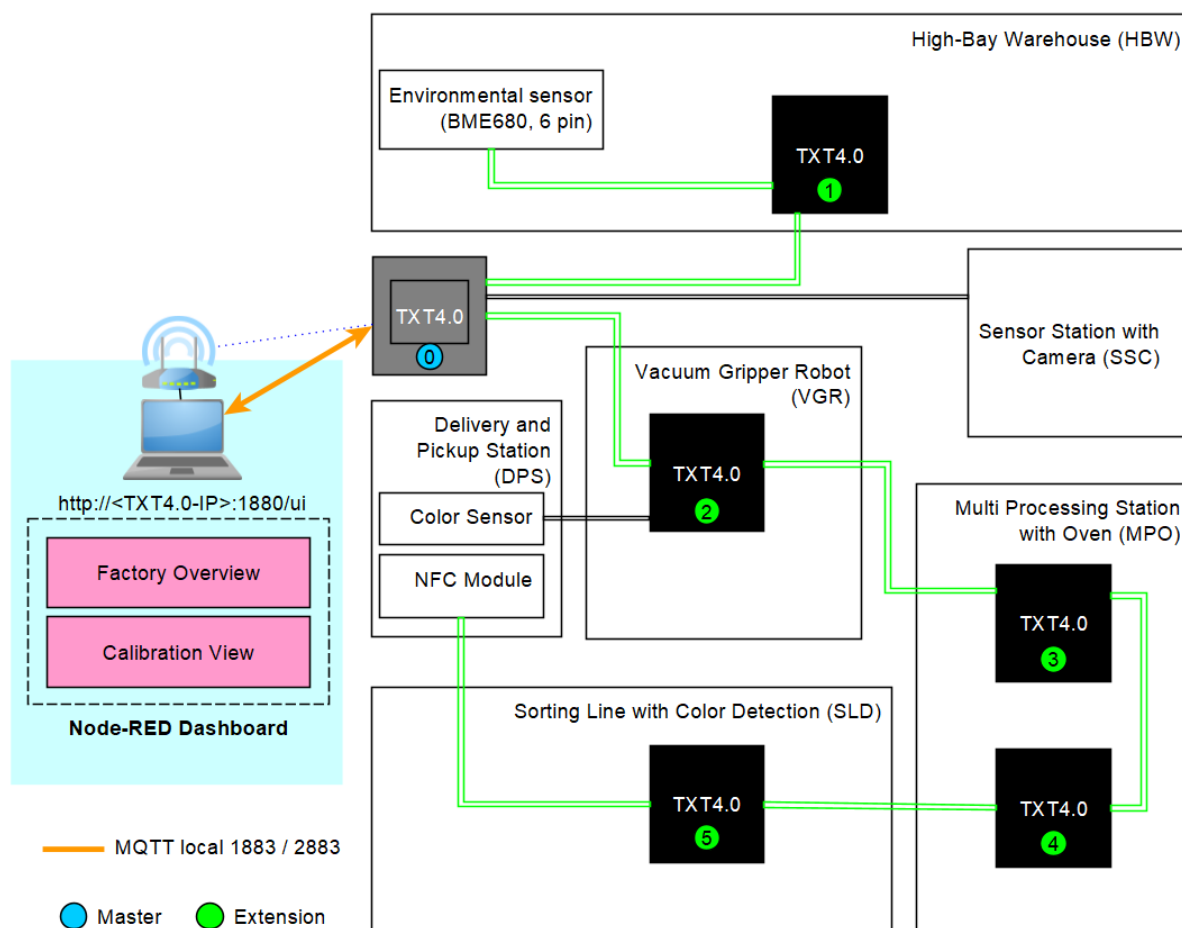 High-Bay Warehouse (HBW)
Environmental sensor
(BME680, 6 pin)
TXT4.0
1
TXT4.0
0
Sensor Station with
Camera (SSC)
Vacuum Gripper Robot
(VGR)
TXT4.0
2
Delivery and
Pickup Station
(DPS)
Color Sensor
NFC Module
http://<TXT4.0-IP>:1880/ui
Factory Overview
Calibration View
Node-RED Dashboard
Multi Processing Station
with Oven (MPO)
TXT4.0
3
TXT4.0
4
Sorting Line with Color Detection (SLD)
TXT4.0
5
MQTT local 1883 / 2883
Master
Extension